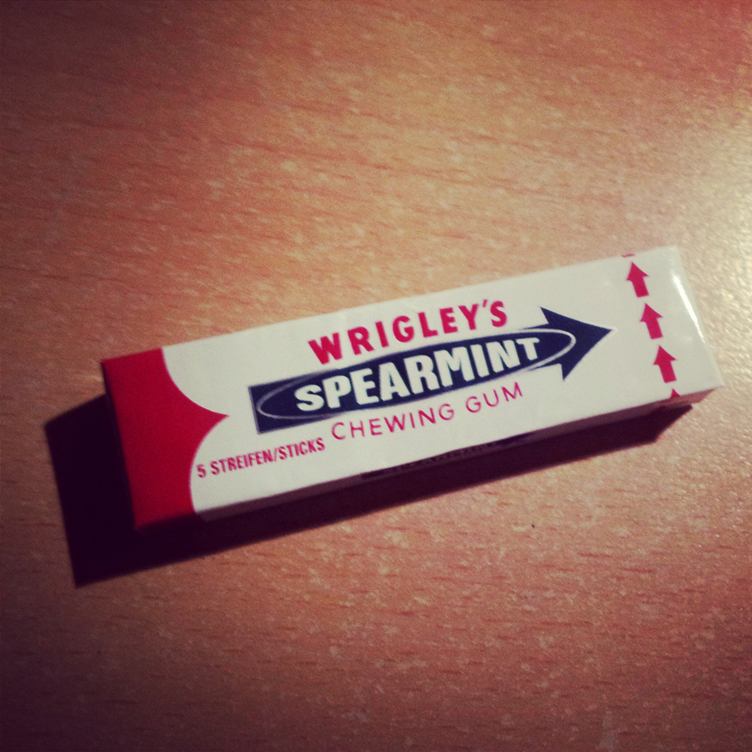 WRIGLEY'S
SPEARMINT
CHEWING GUM
5 STREIFEN/STICKS